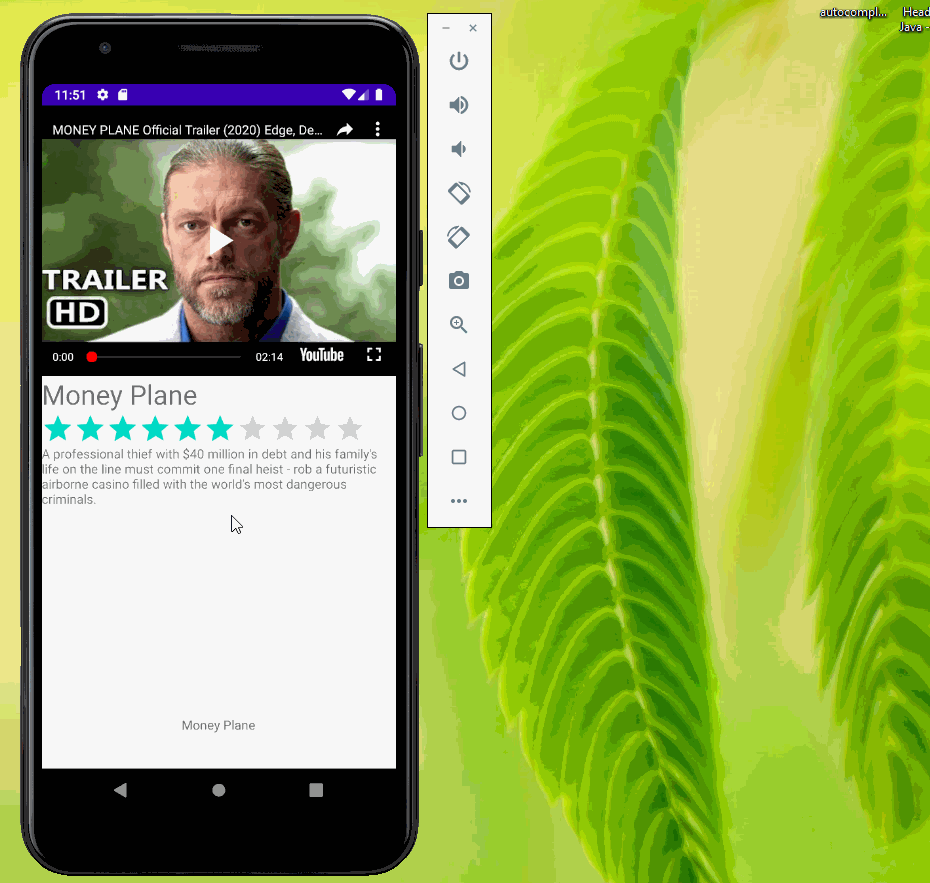 autocompl...
Head
Java -
11:51
MONEY PLANE Official Trailer (2020) Edge, De...
TRAILER
HD
0:00
02:14
YouTube
Money Plane
A professional thief with $40 million in debt and his family's
life on the line must commit one final heist - rob a futuristic
airborne casino filled with the world's most dangerous
criminals.
Money Plane